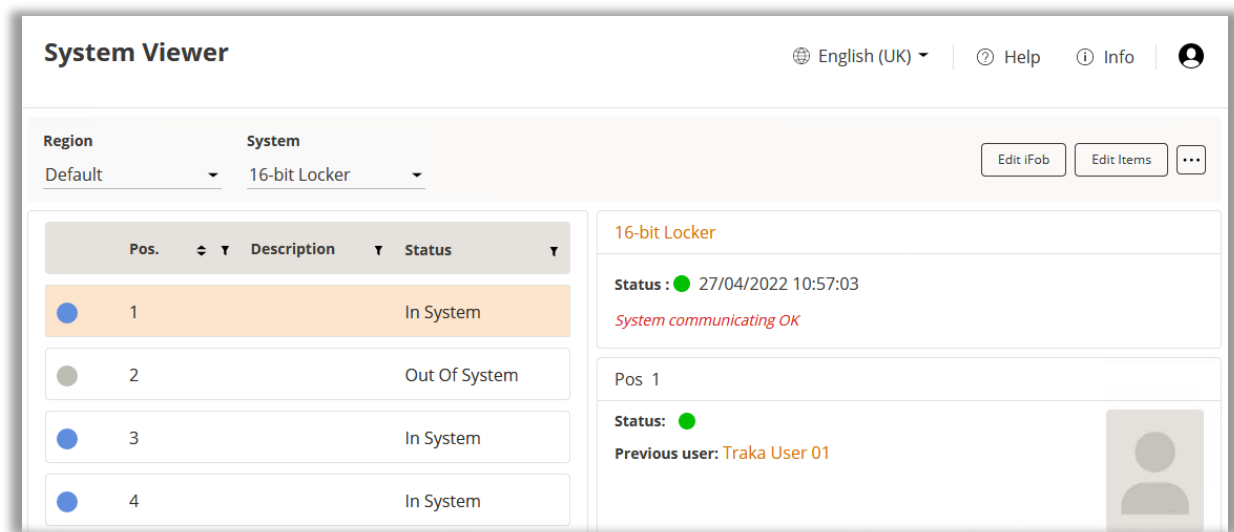 System Viewer
English (UK)
Help
Info
Region
System
Default
16-bit Locker
Edit iFob
Edit Items
Pos.
Description
Status
1
In System
2
Out Of System
3
In System
4
In System
16-bit Locker
Status : 27/04/2022 10:57:03
System communicating OK
Pos 1
Status:
Previous user: Traka User 01